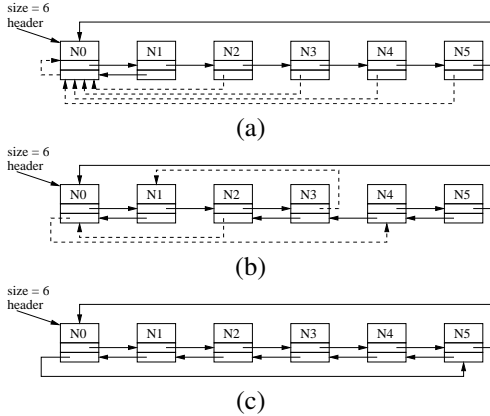 size = 6
header
N0 N1 N2 N3 N4 N5
(a)
size = 6
header
N0 N1 N2 N3 N4 N5
(b)
size = 6
header
N0 N1 N2 N3 N4 N5
(c)